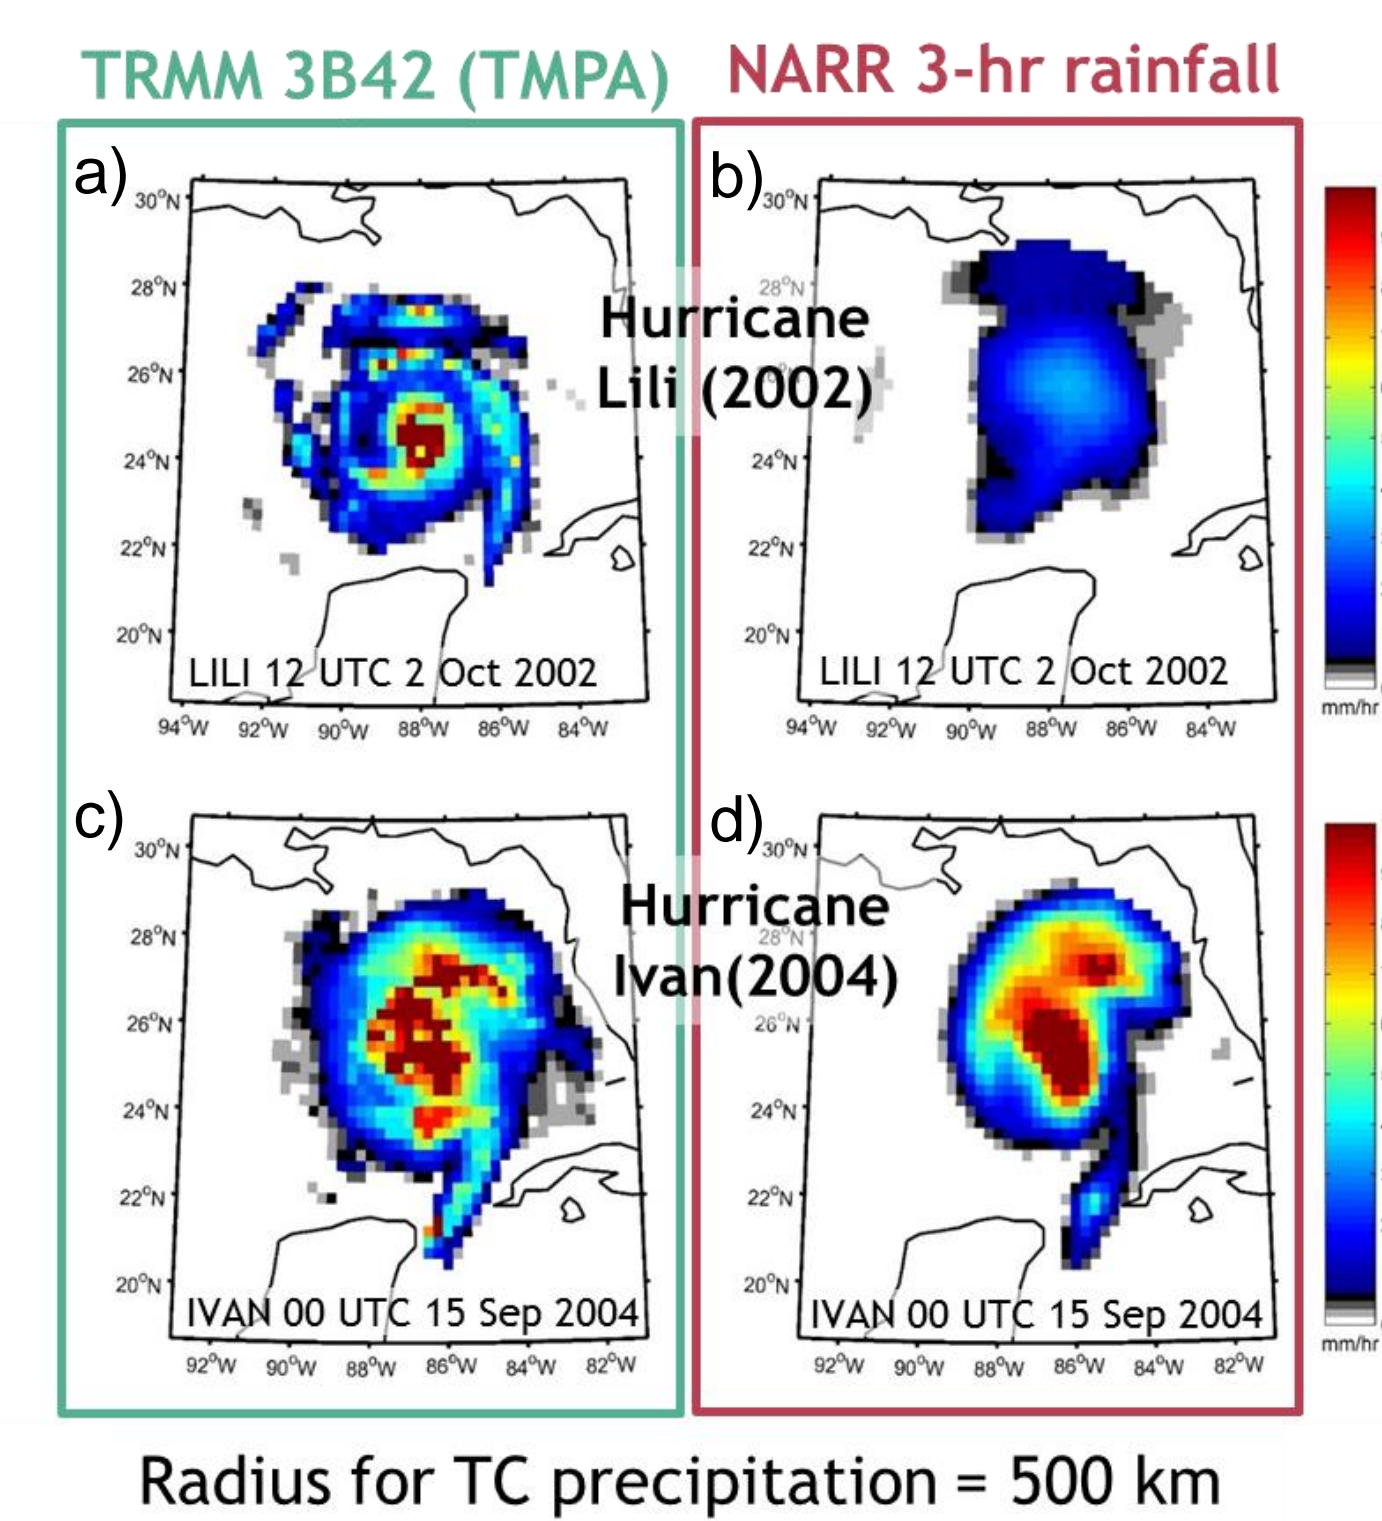 TRMM 3B42 (TMPA)
NARR 3-hr rainfall
a)
30°N
28°N
26°N
24°N
22°N
20°N
LILI 12 UTC 2 Oct 2002
94°W 92°W 90°W 88°W 86°W 84°W
b)
30°N
28°N
24°N
22°N
20°N
LILI 12 UTC 2 Oct 2002
94°W 92°W 90°W 88°W 86°W 84°W
mm/hr
Hurricane
Lili (2002)
c)
30°N
28°N
26°N
24°N
22°N
20°N
IVAN 00 UTC 15 Sep 2004
92°W 90°W 88°W 86°W 84°W 82°W
d)
30°N
28°N
26°N
24°N
22°N
20°N
IVAN 00 UTC 15 Sep 2004
92°W 90°W 88°W 86°W 84°W 82°W
mm/hr
Hurricane
Ivan(2004)
Radius for TC precipitation = 500 km